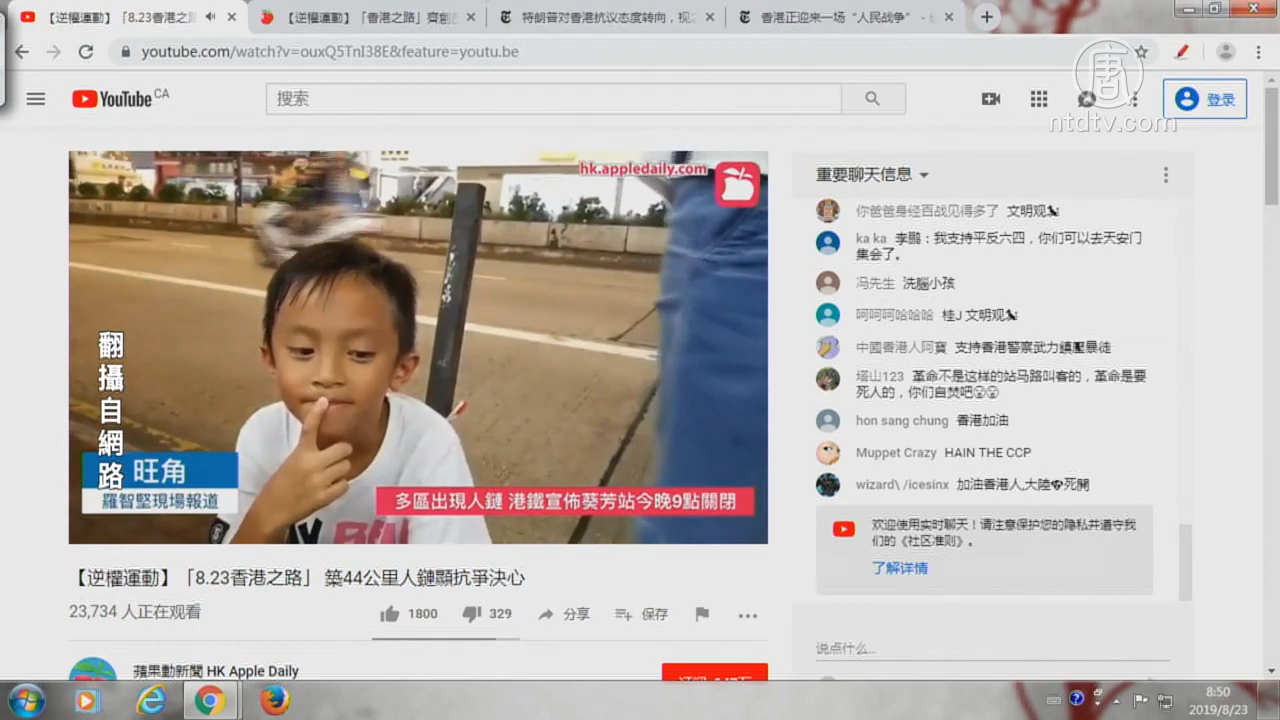 【逆權運動】「8.23香港之路
【逆權運動】「香港之路」齊創
特朗普对香港抗议态度转向，视
香港正迎来一场“人民战争” -
youtube.com/watch?v=ouxQ5TnI38E&feature=youtu.be
ntdtv.com
YouTube CA
搜索
登录
hk.appledaily.com
翻攝自網路
旺角
羅智堅現場報道
多區出現人鏈 港鐵宣佈葵芳站今晚9點關閉
【逆權運動】「8.23香港之路」 築44公里人鏈顯抗爭決心
23,734 人正在观看
1800
329
分享
保存
蘋果動新聞 HK Apple Daily
重要聊天信息
你爸爸身经百战见得多了 文明观🐿
ka ka 李鹏：我支持平反六四，你们可以去天安门
集会了。
冯先生 洗腦小孩
呵呵呵哈哈哈 桂J 文明观🐿
中國香港人阿寶 支持香港警察武力鎮壓暴徒
塔山123 革命不是这样的站马路叫春的，革命是要
死人的，你们自焚吧
hon sang chung 香港加油
Muppet Crazy HAIN THE CCP
wizard\ /icesinx 加油香港人,大陸死開
欢迎使用实时聊天！请注意保护您的隐私并遵守我
们的《社区准则》。
了解详情
说点什么...
8:50
2019/8/23